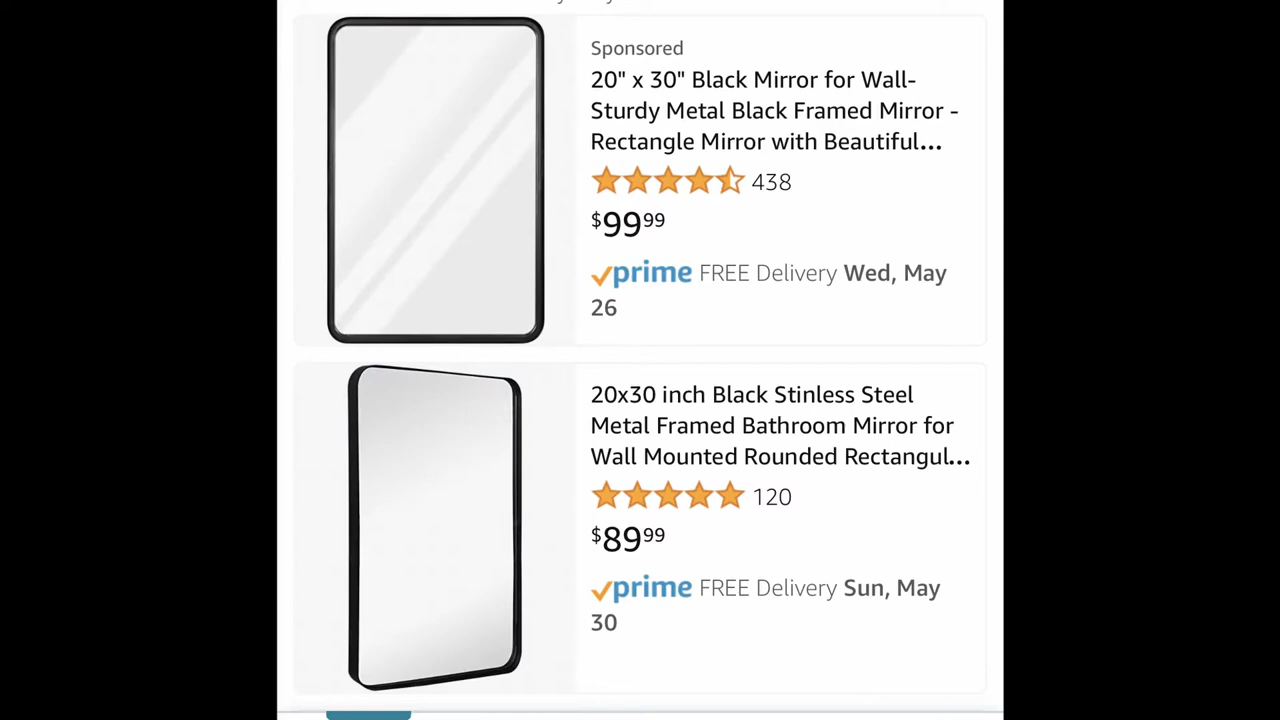 Sponsored
20" x 30" Black Mirror for Wall-
Sturdy Metal Black Framed Mirror -
Rectangle Mirror with Beautiful...
438
$99 99
prime FREE Delivery Wed, May
26
20x30 inch Black Stinless Steel
Metal Framed Bathroom Mirror for
Wall Mounted Rounded Rectangul...
120
$89 99
prime FREE Delivery Sun, May
30